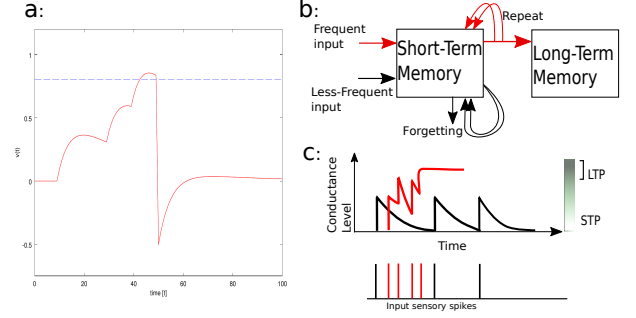 a:
1
0.5
0
-0.5
v(t)
0
20
40
60
80
100
time [t]
b:
Frequent
input
Less-Frequent
input
Short-Term
Memory
Repeat
Long-Term
Memory
Forgetting
c:
Conductance
Level
Time
LTP
STP
Input sensory spikes